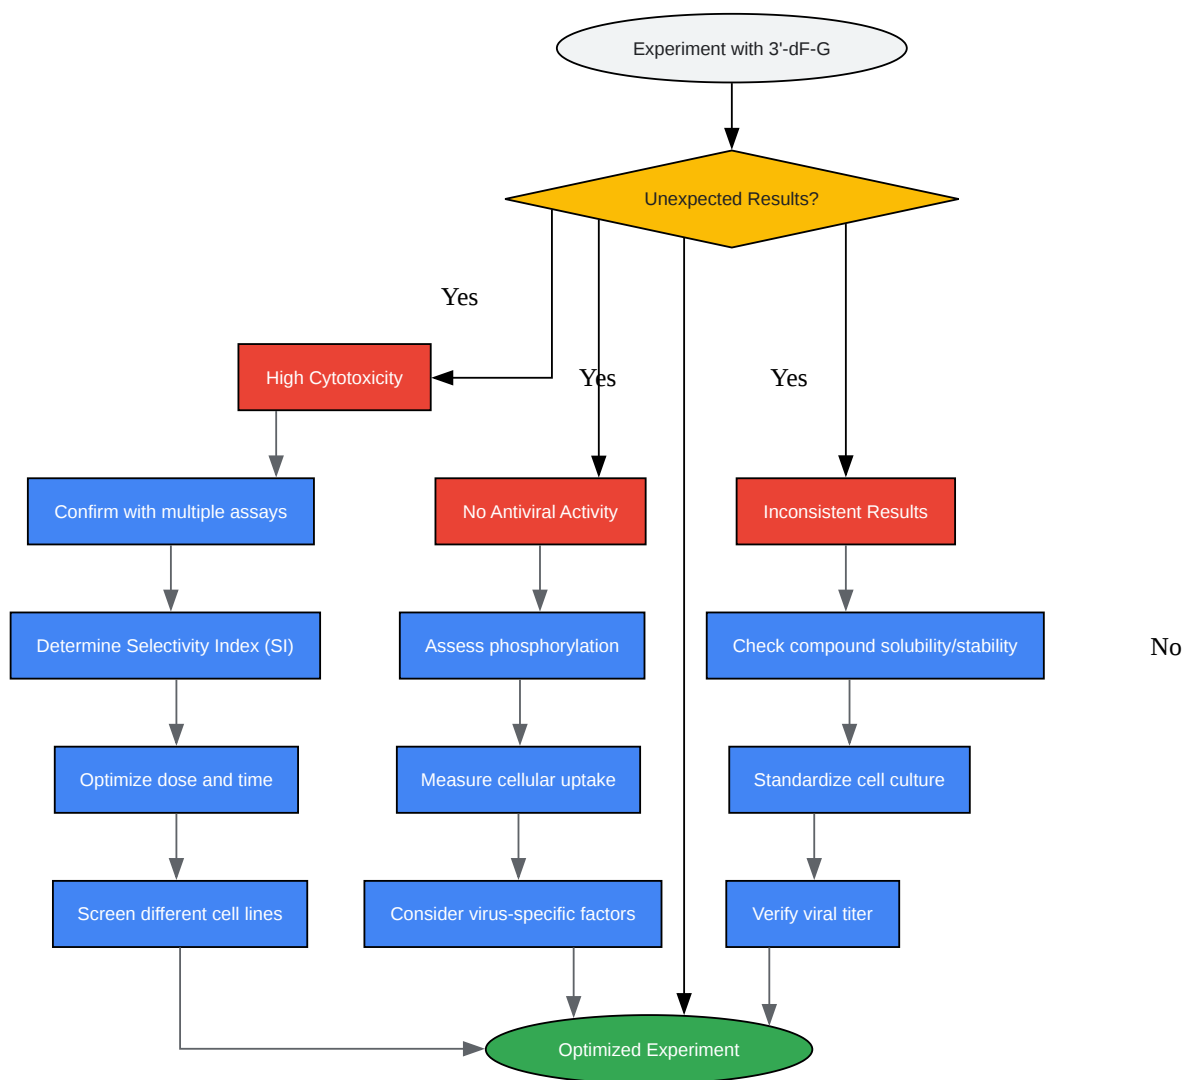 Experiment with 3'-dF-G
Unexpected Results?
Yes
High Cytotoxicity
Yes
Yes
Confirm with multiple assays
No Antiviral Activity
Inconsistent Results
Determine Selectivity Index (SI)
Assess phosphorylation
Check compound solubility/stability
No
Optimize dose and time
Measure cellular uptake
Standardize cell culture
Screen different cell lines
Consider virus-specific factors
Verify viral titer
Optimized Experiment